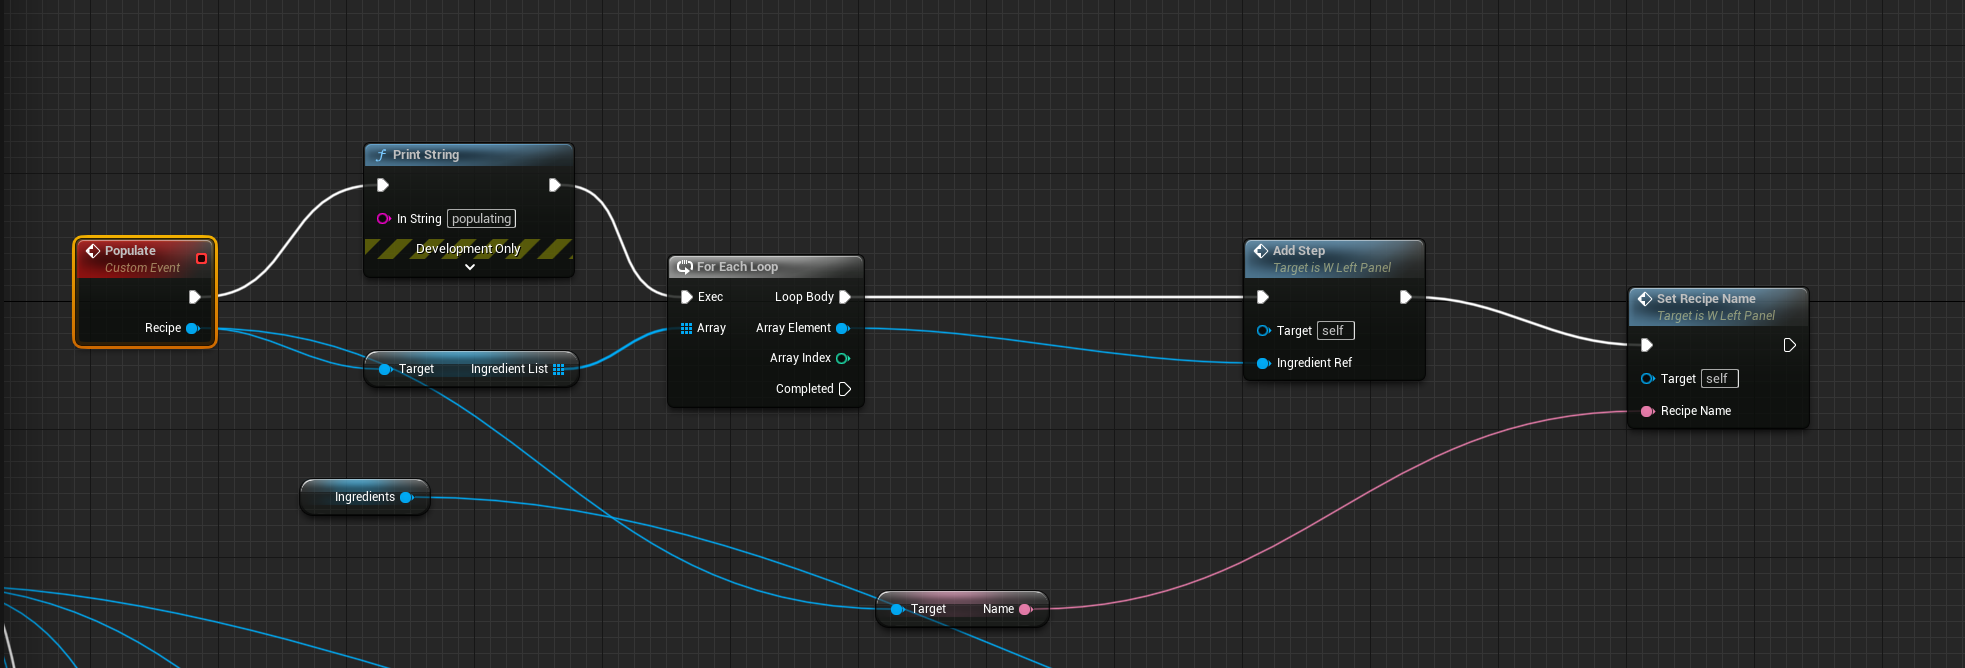 Print String
In String populating
Development Only
Populate
Custom Event
Recipe
Target Ingredient List
For Each Loop
Exec Loop Body
Array Array Element
Array Index
Completed
Add Step
Target is W Left Panel
Target self
Ingredient Ref
Set Recipe Name
Target is W Left Panel
Target self
Recipe Name
Ingredients
Target Name